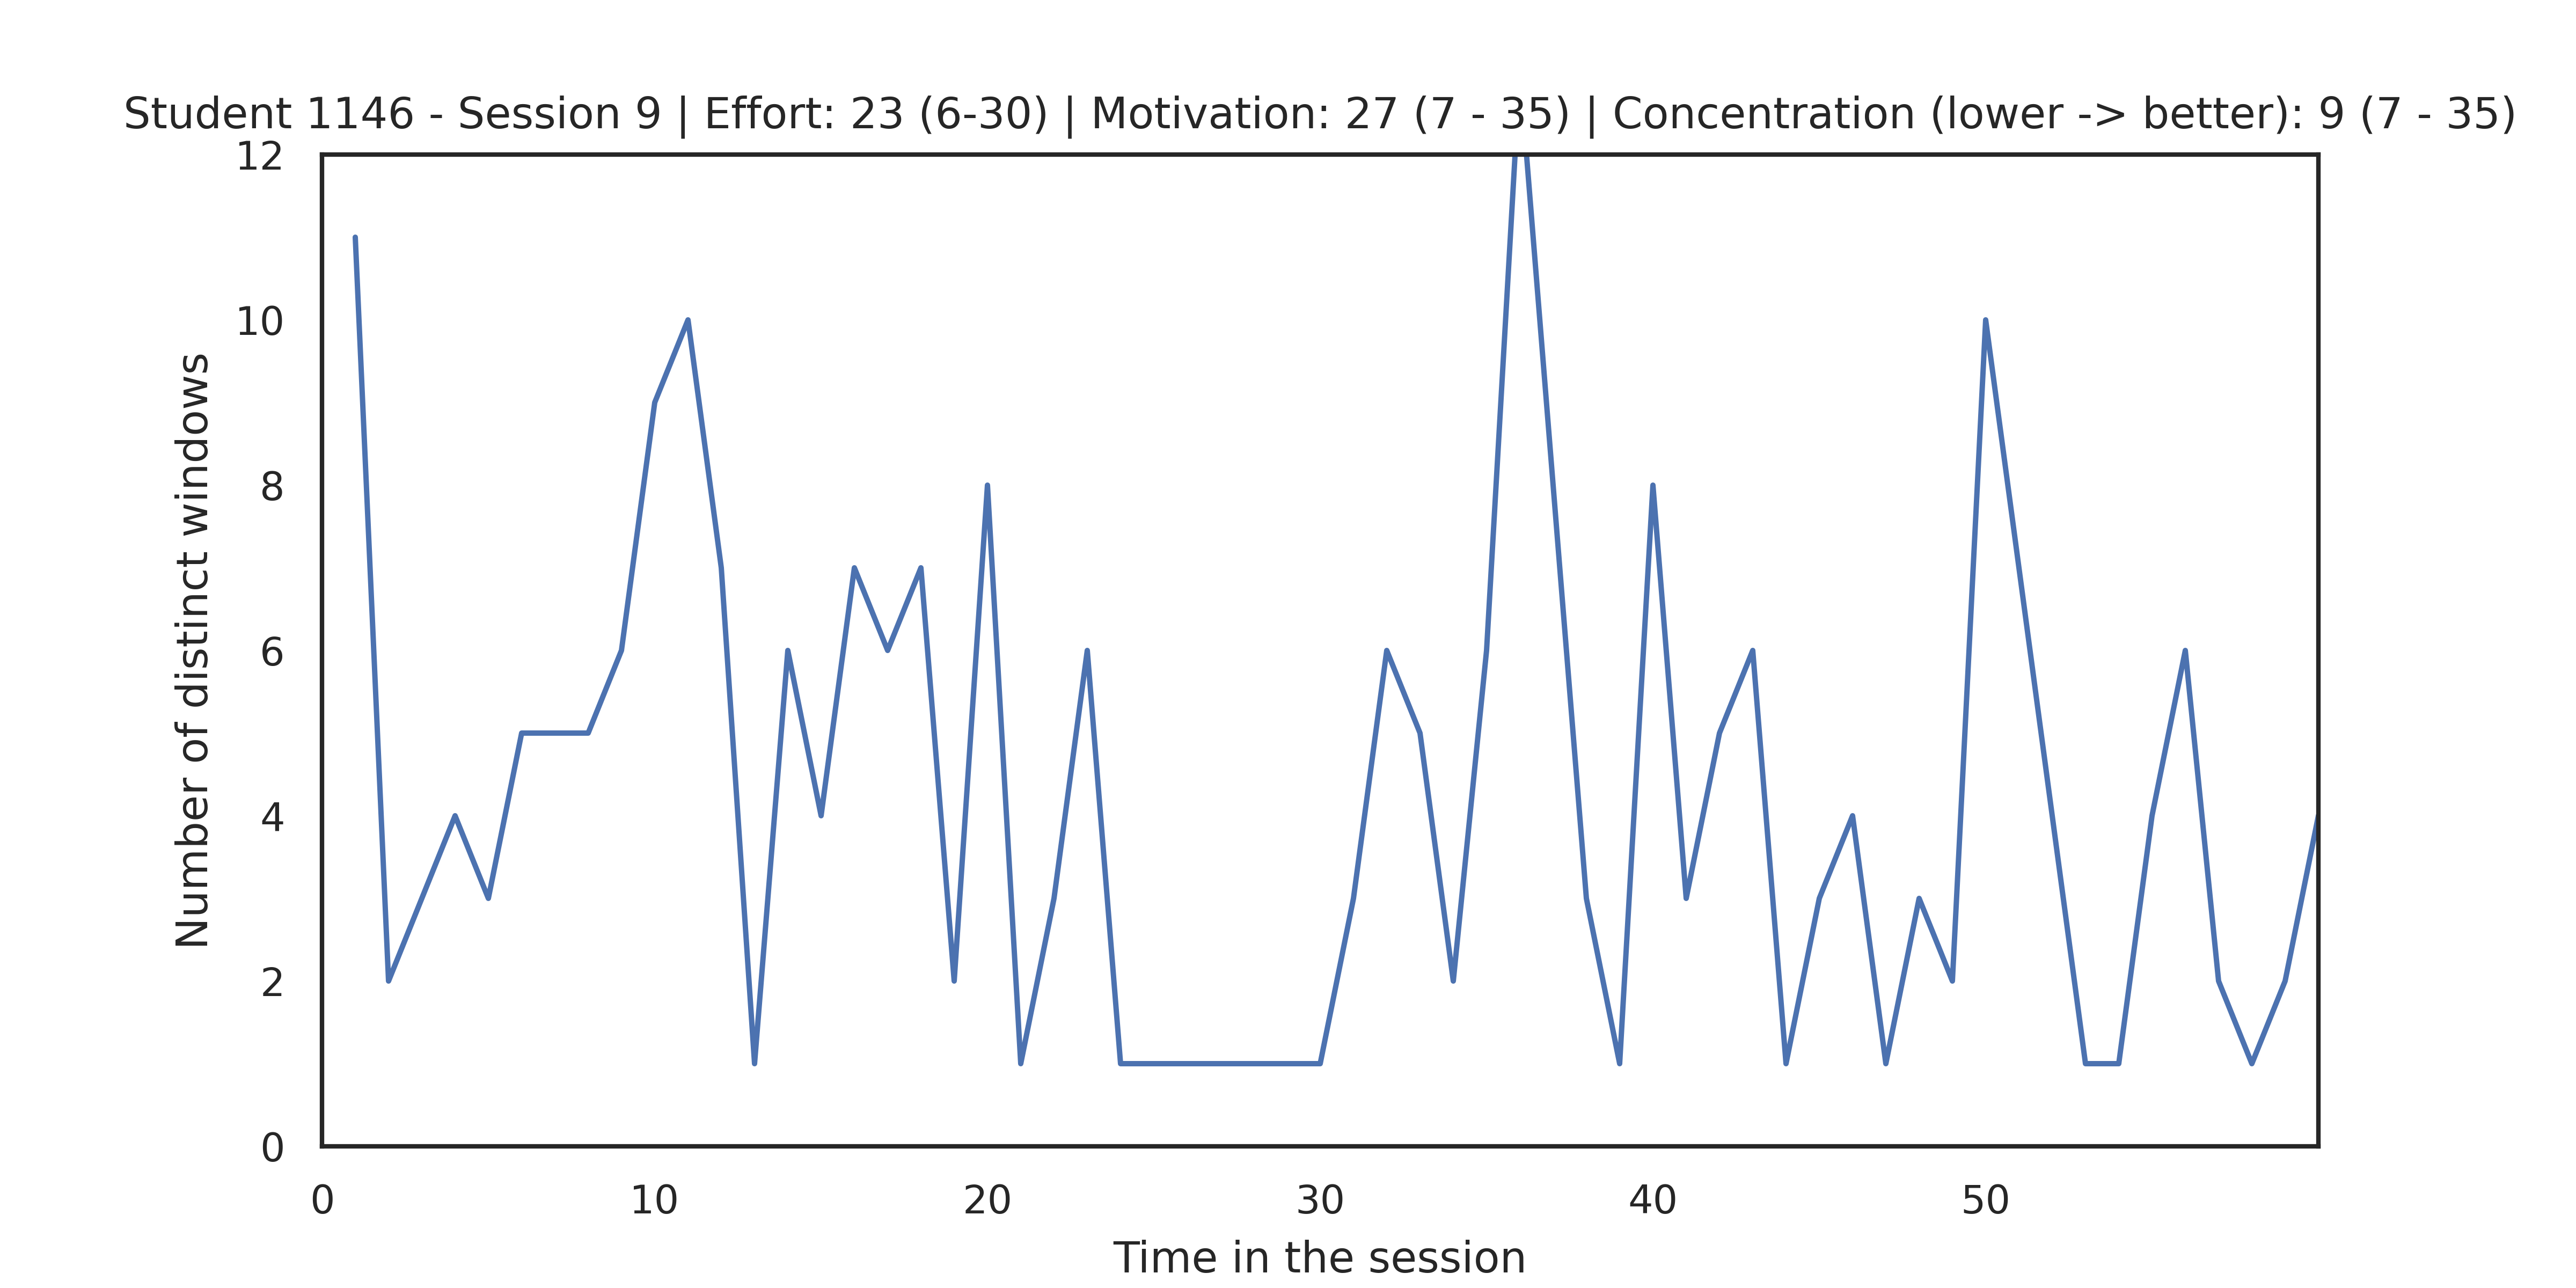 Student 1146 - Session 9 | Effort: 23 (6-30) | Motivation: 27 (7 - 35) | Concentration (lower -> better): 9 (7 - 35)
12
10
8
6
4
2
0
Number of distinct windows
0 10 20 30 40 50
Time in the session